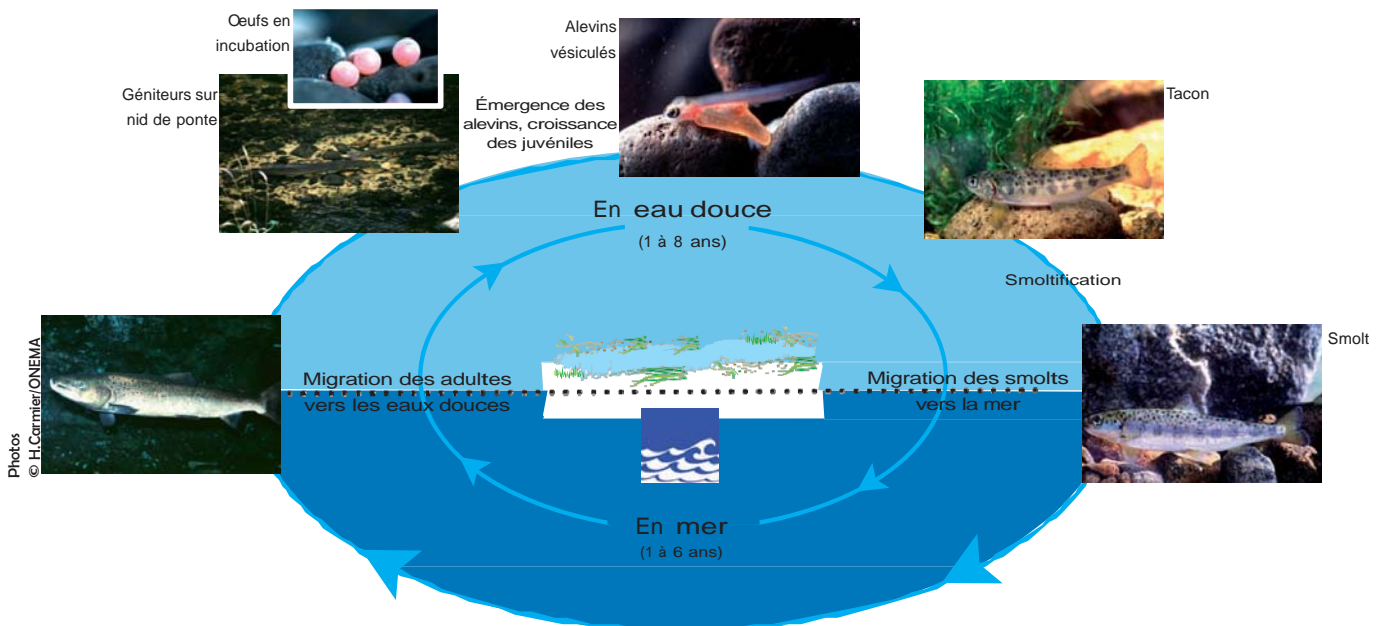 Œufs en
incubation
Alevins
vésiculés
Géniteurs sur
nid de ponte
Émergence des
alevins, croissance
des juvéniles
Tacon
En eau douce
(1 à 8 ans)
Smoltification
Smolt
Migration des adultes
vers les eaux douces
Migration des smolts
vers la mer
En mer
(1 à 6 ans)
Photos
© H.Carmier/ONEMA